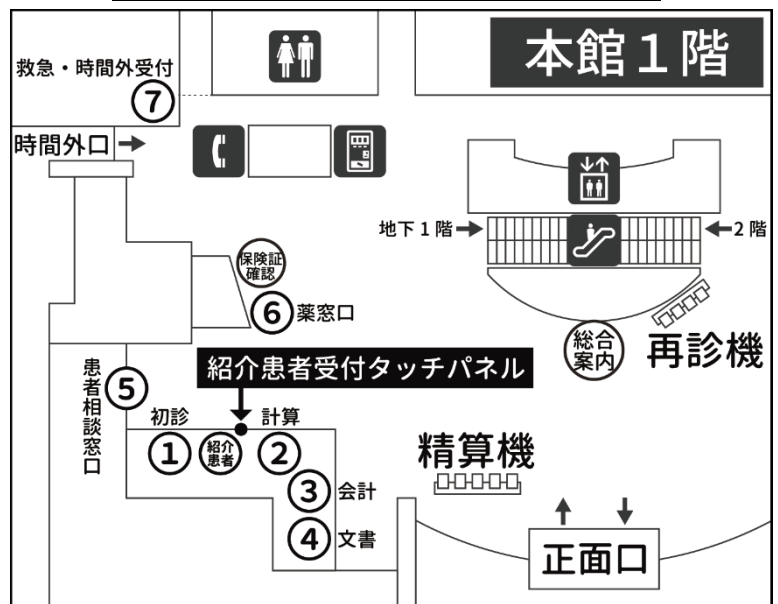 本館1階
救急・時間外受付
⑦
時間外口
地下1階
2階
保険証
確認
⑥
薬窓口
総合
案内
再診機
紹介患者受付タッチパネル
⑤
患者相談窓口
初診
①
紹介
患者
計算
②
③
会計
④
文書
精算機
正面口